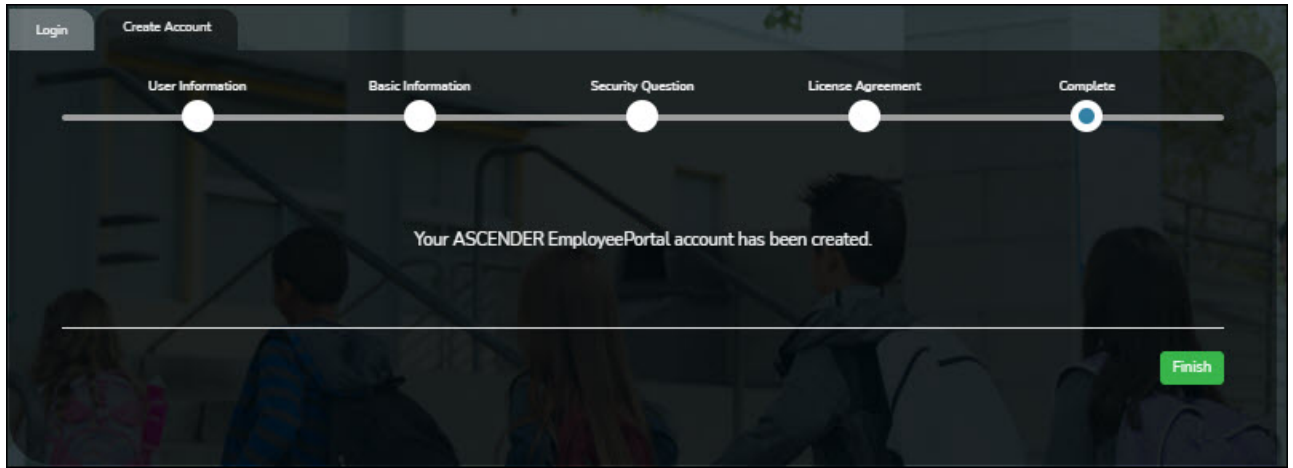 Login
Create Account
User Information
Basic Information
Security Question
License Agreement
Complete
Your ASCENDER EmployeePortal account has been created.
Finish